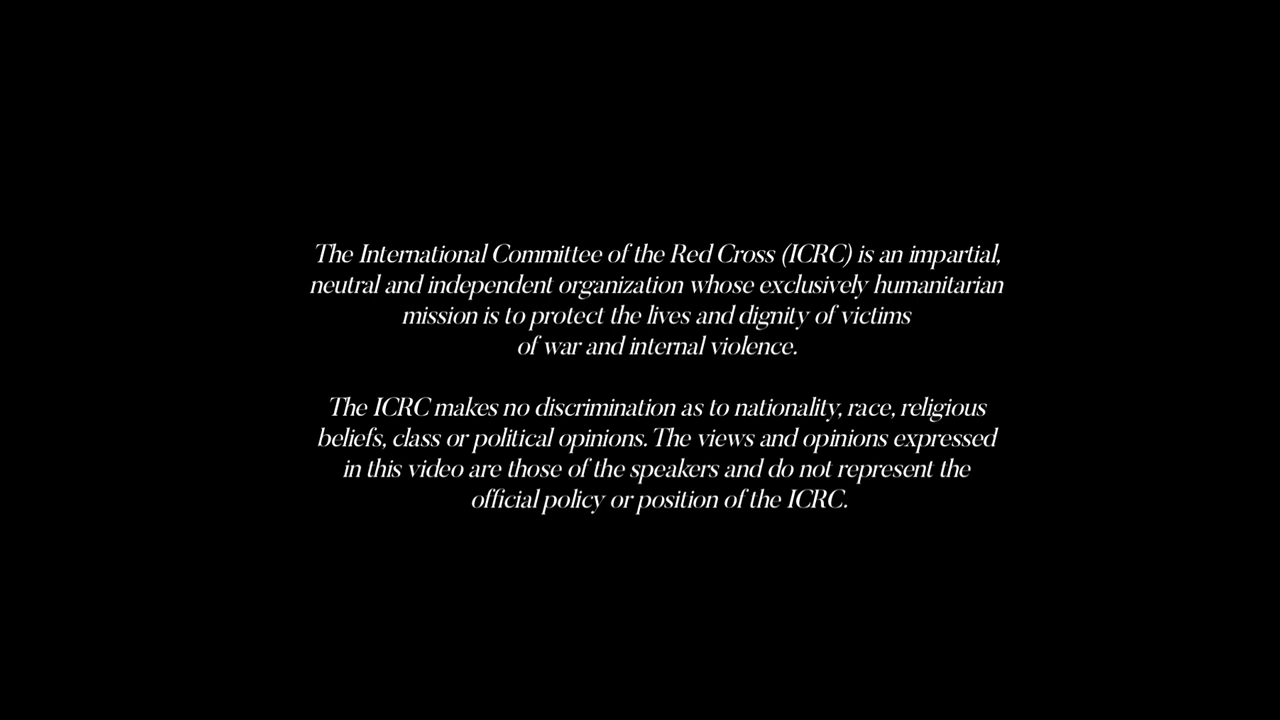 The International Committee of the Red Cross (ICRC) is an impartial,
neutral and independent organization whose exclusively humanitarian
mission is to protect the lives and dignity of victims
of war and internal violence.
The ICRC makes no discrimination as to nationality, race, religious
beliefs, class or political opinions. The views and opinions expressed
in this video are those of the speakers and do not represent the
official policy or position of the ICRC.